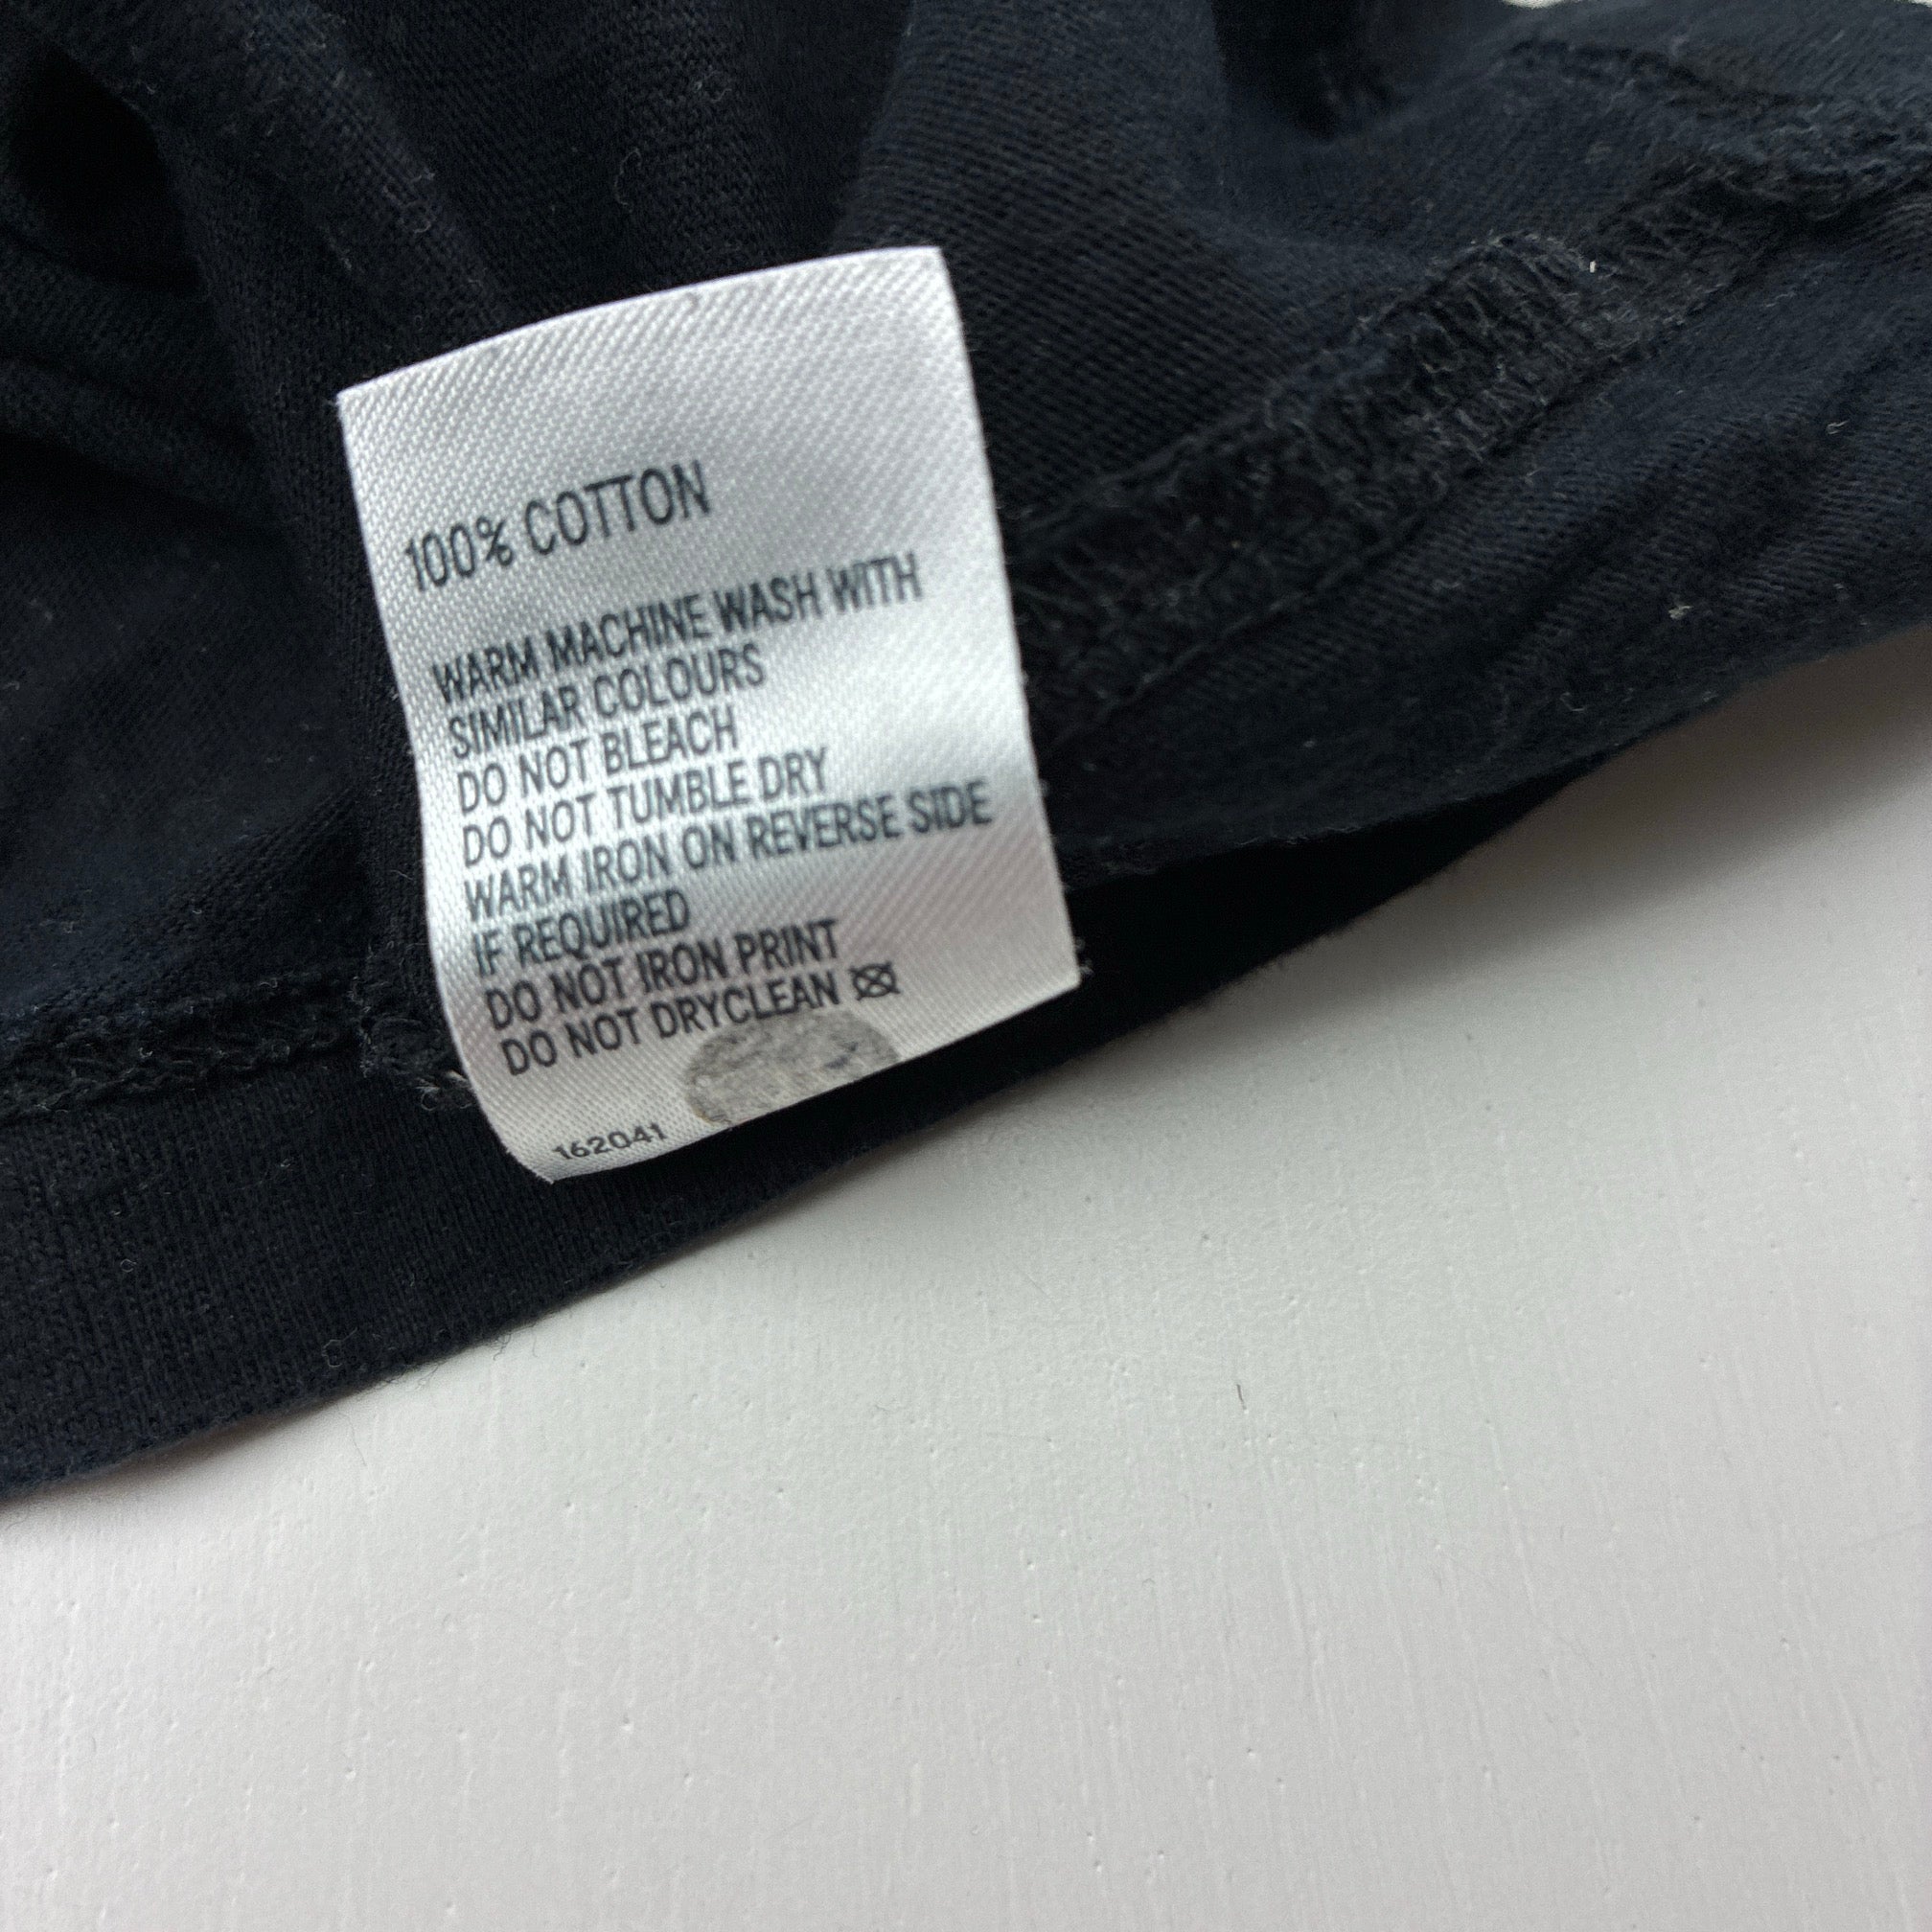 100% COTTON
WARM MACHINE WASH WITH
SIMILAR COLOURS
DO NOT BLEACH
DO NOT TUMBLE DRY
WARM IRON ON REVERSE SIDE
IF REQUIRED
DO NOT IRON PRINT
DO NOT DRYCLEAN
162041